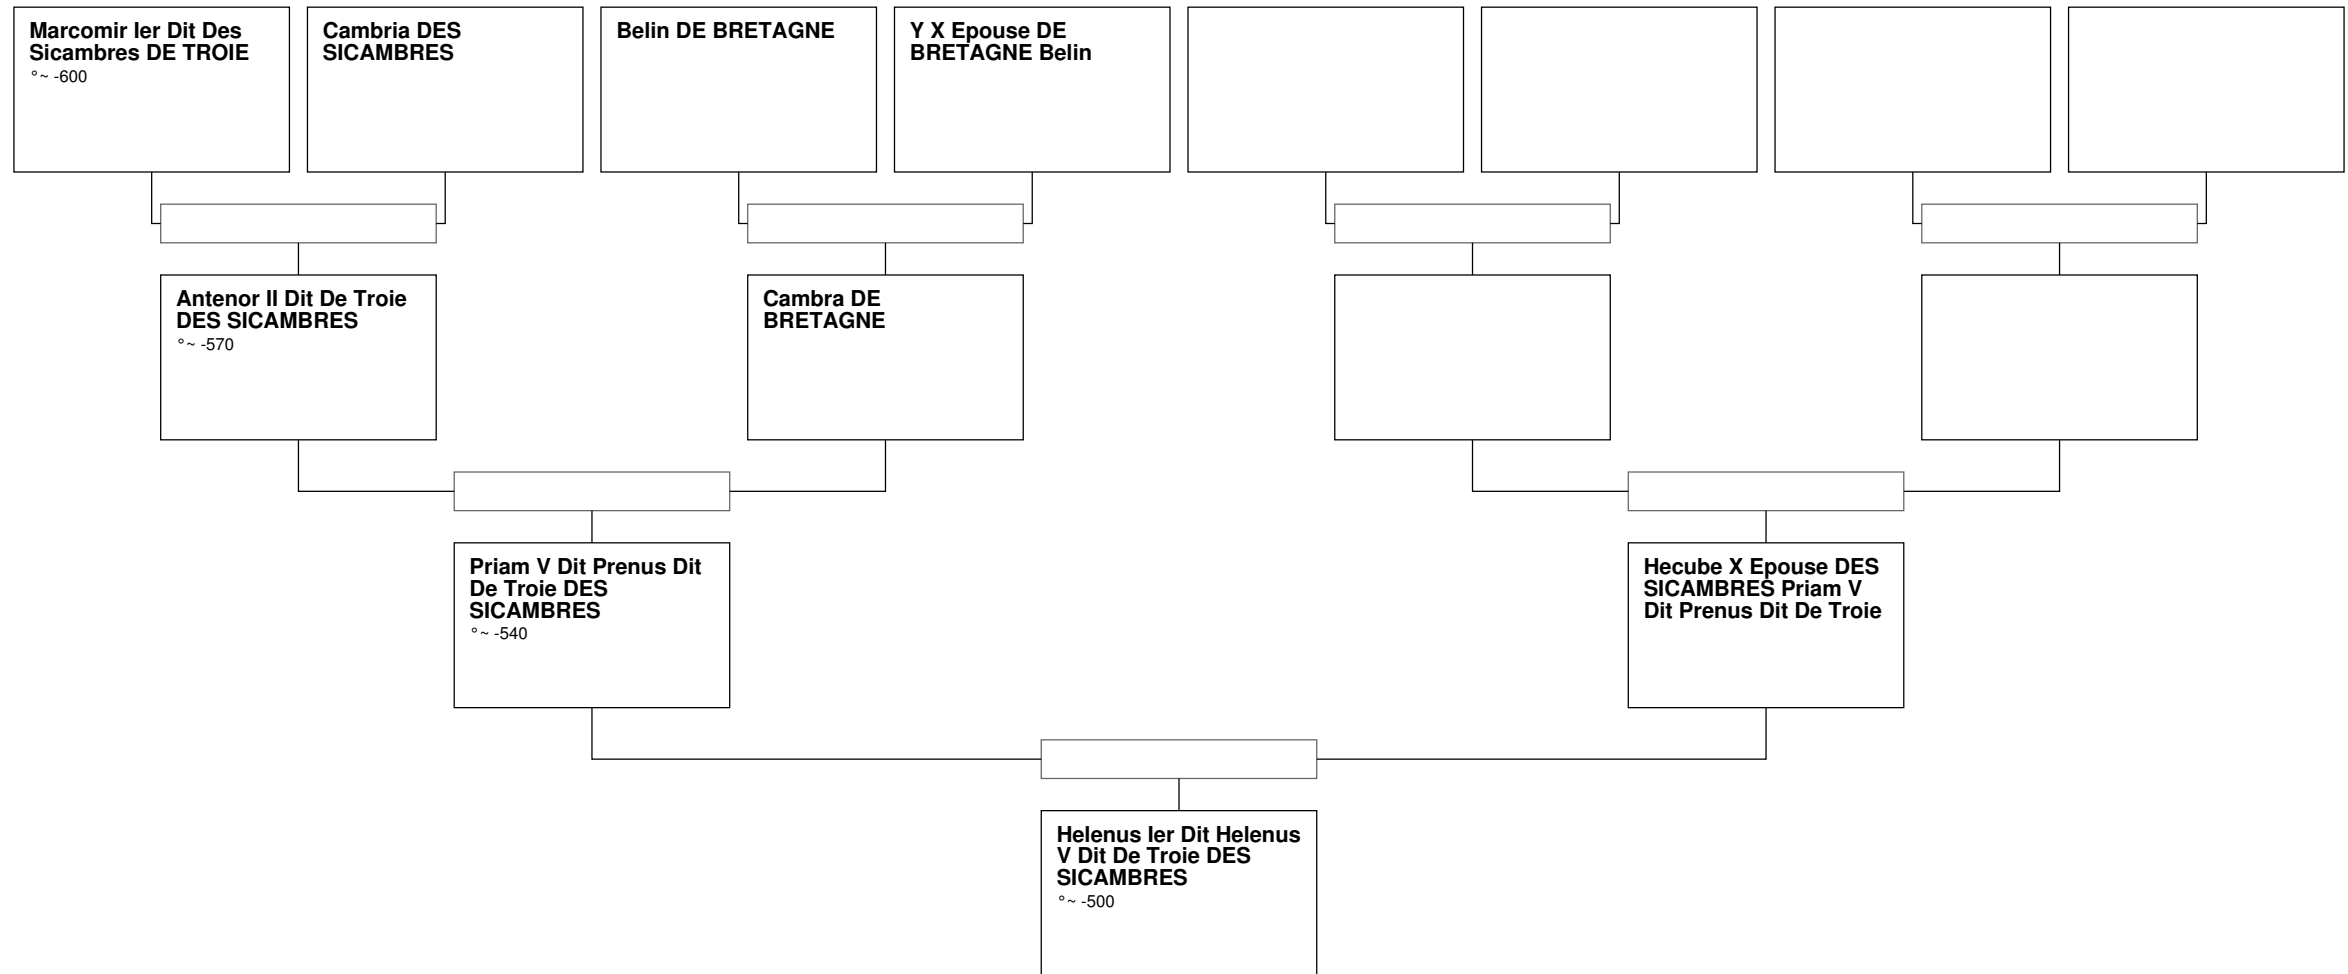 Marcomir Ier Dit Des
Sicambres DE TROIE
°~ -600
Cambria DES
SICAMBRES
Belin DE BRETAGNE
Y X Epouse DE
BRETAGNE Belin
Antenor II Dit De Troie
DES SICAMBRES
°~ -570
Cambra DE
BRETAGNE
Priam V Dit Prenus Dit
De Troie DES
SICAMBRES
°~ -540
Hecube X Epouse DES
SICAMBRES Priam V
Dit Prenus Dit De Troie
Helenus Ier Dit Helenus
V Dit De Troie DES
SICAMBRES
°~ -500